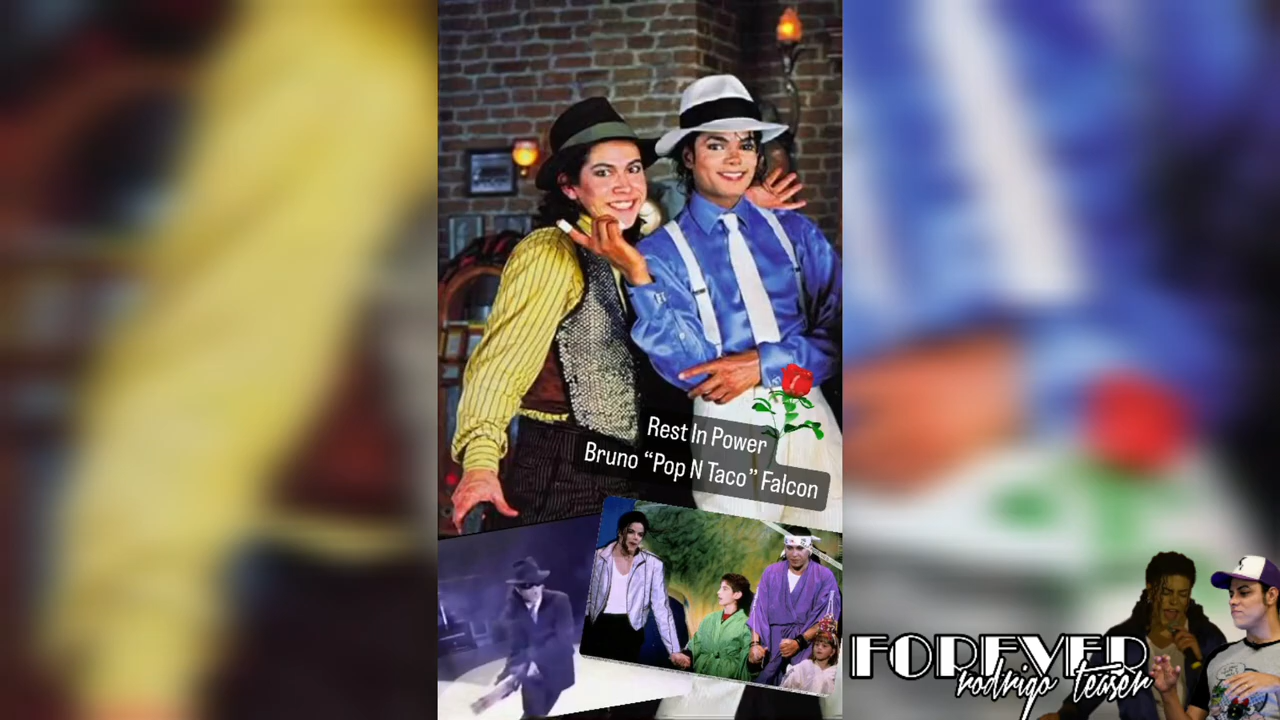 Rest In Power
Bruno “Pop N Taco” Falcon
FOREVER
rodrigo teaser